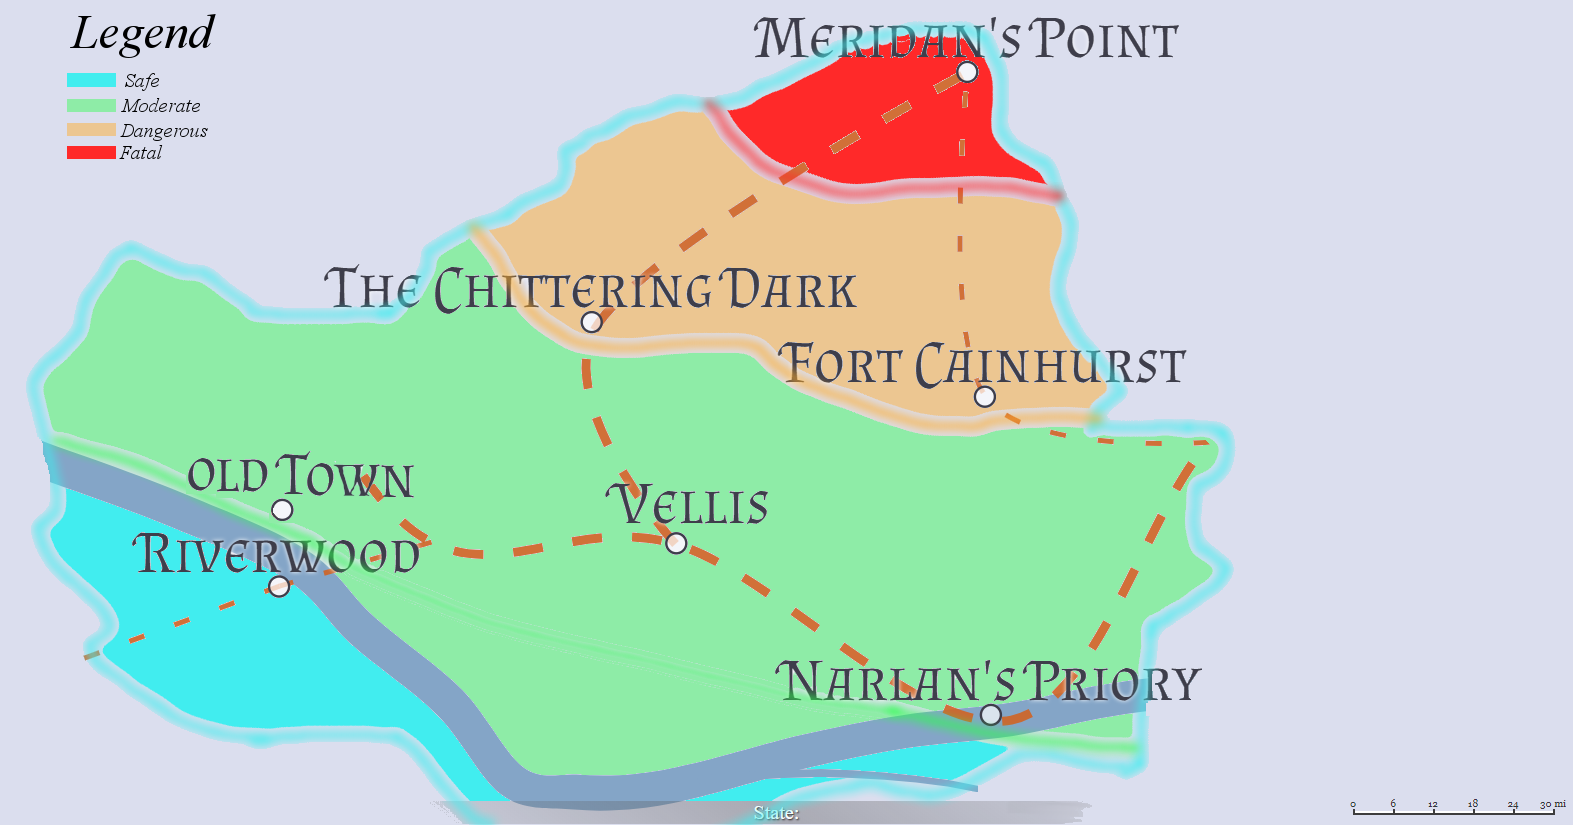 Legend
Safe
Moderate
Dangerous
Fatal
Meridan's Point
The Chittering Dark
Fort Cainhurst
Old Town
Vellis
Riverwood
Narlan's Priory
State:
0 6 12 18 24 30 mi